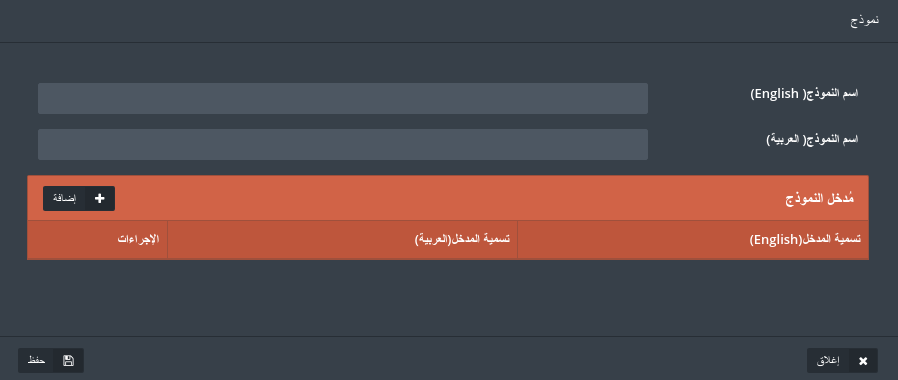 نموذج
اسم النموذج( English)
اسم النموذج( العربية)
مُدخل النموذج
إضافة
تسمية المدخل(English)
تسمية المدخل(العربية)
الإجراءات
إغلاق
حفظ